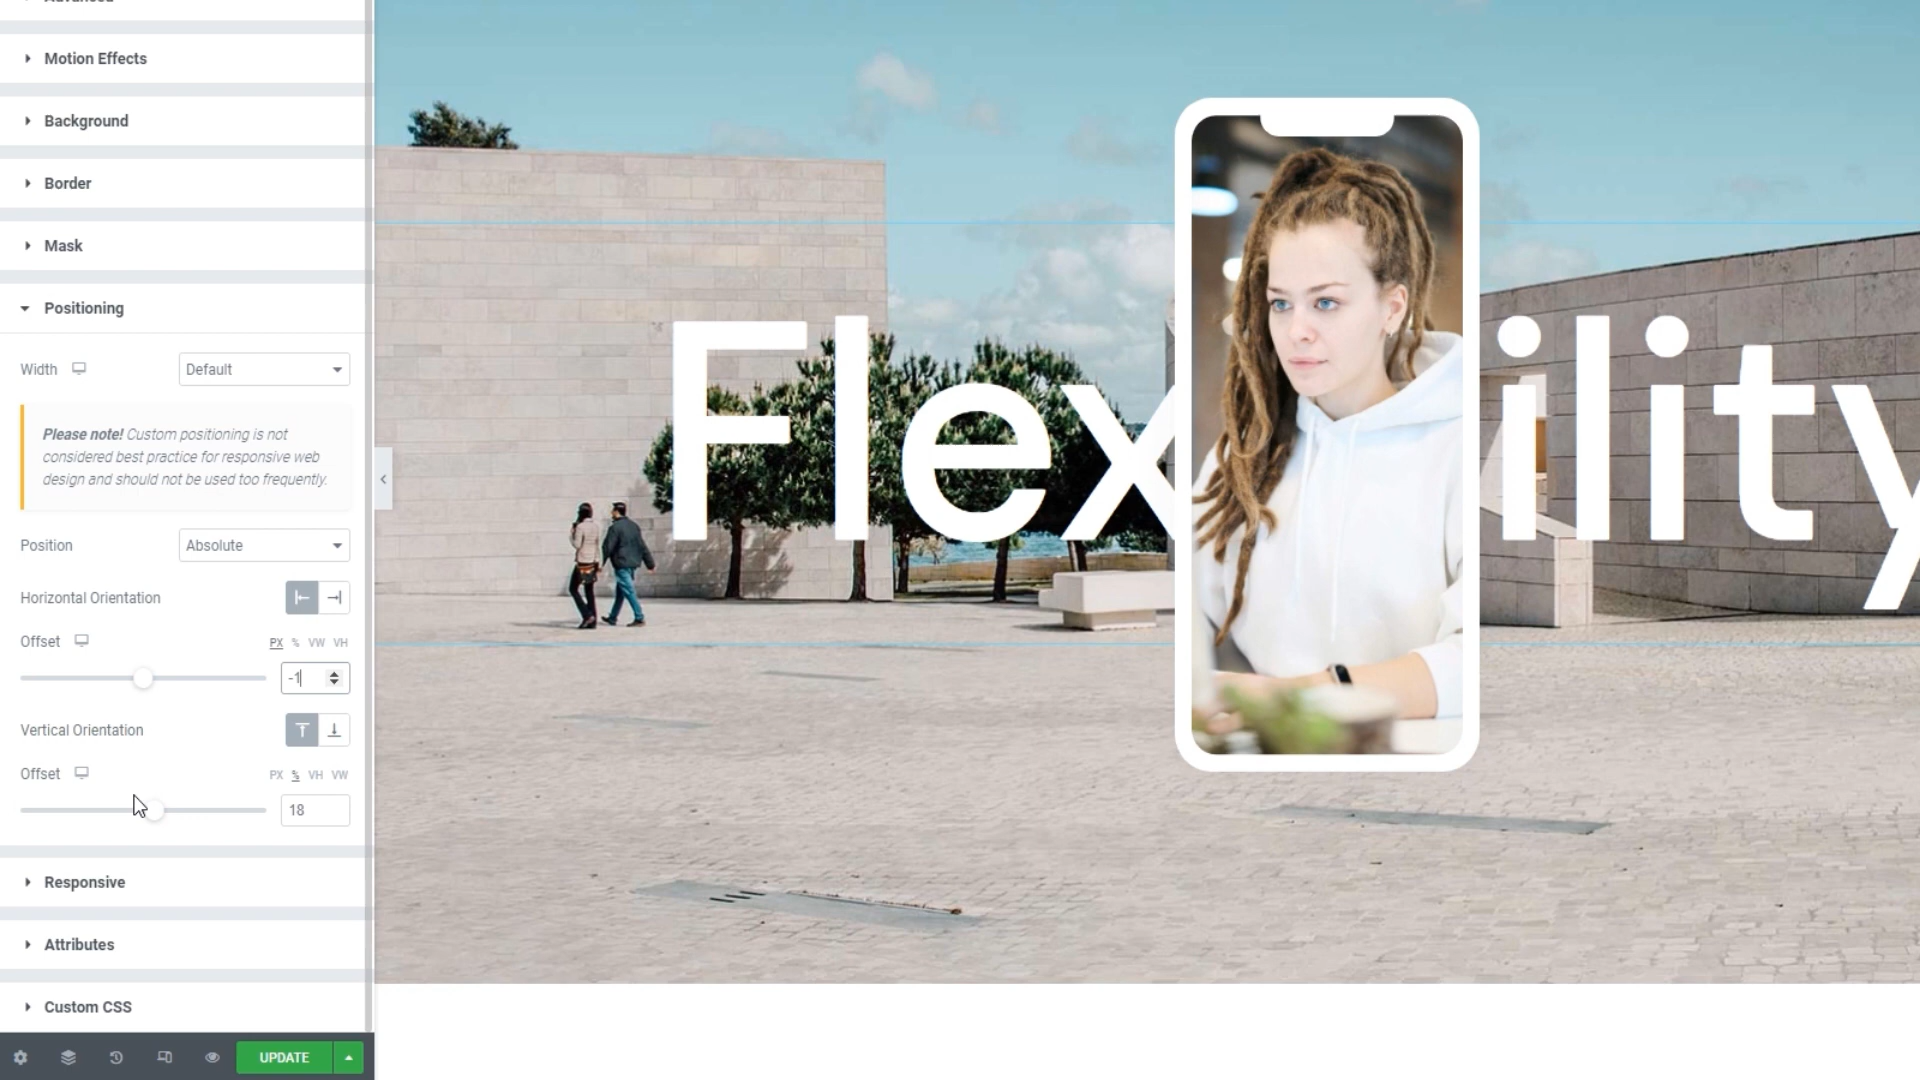 Motion Effects
Background
Border
Mask
Positioning
Width
Default
Please note! Custom positioning is not
considered best practice for responsive web
design and should not be used too frequently.
Position
Absolute
Horizontal Orientation
Offset
PX % VW VH
-1
Vertical Orientation
Offset
PX % VH VW
18
Responsive
Attributes
Custom CSS
UPDATE
Flex
ility